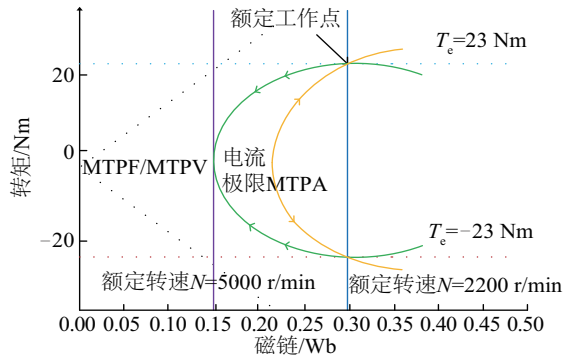 额定工作点
Te=23 Nm
20
转矩/Nm
0
MTPF/MTPV
电流
极限MTPA
Te=−23 Nm
−20
额定转速N=5000 r/min
额定转速N=2200 r/min
0.00 0.05 0.10 0.15 0.20 0.25 0.30 0.35 0.40 0.45 0.50
磁链/Wb